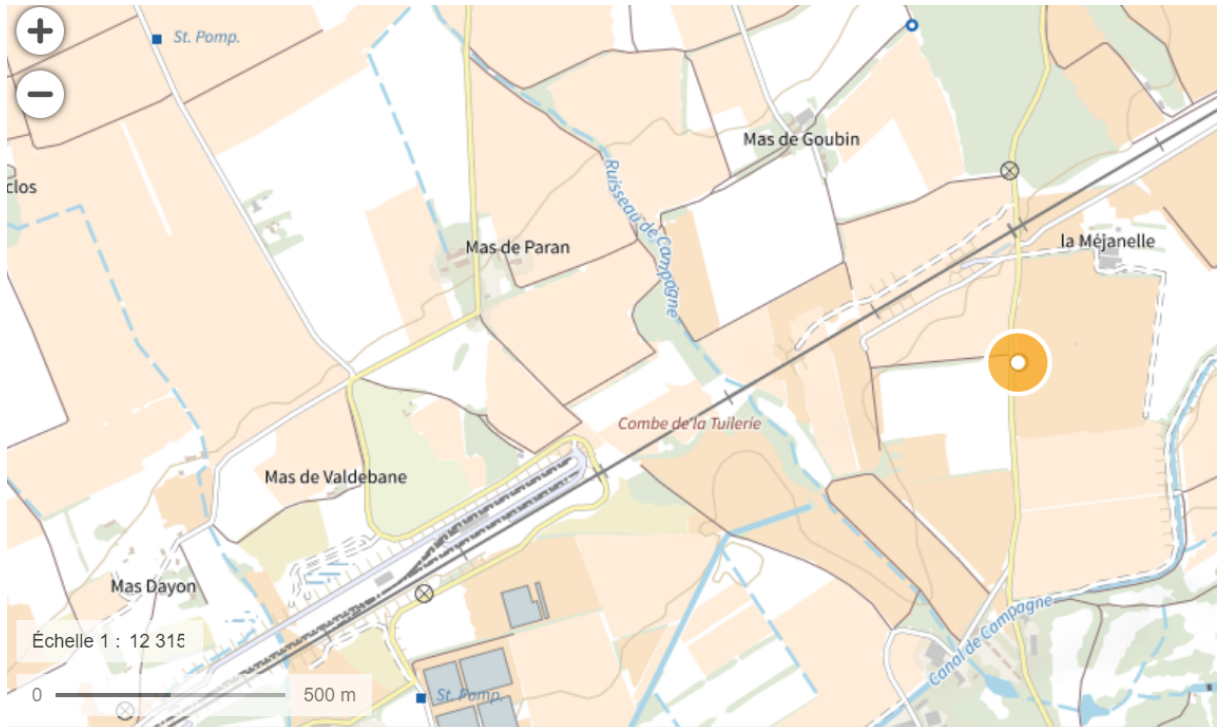 +
St. Pomp.
−
Mas de Goubin
clos
Ruisseau de Campagne
Mas de Paran
la Méjanelle
Combe de la Tuilerie
Mas de Valdebane
Mas Dayon
Canal de Campagne
Échelle 1 : 12 315
0 500 m
St. Pomp.